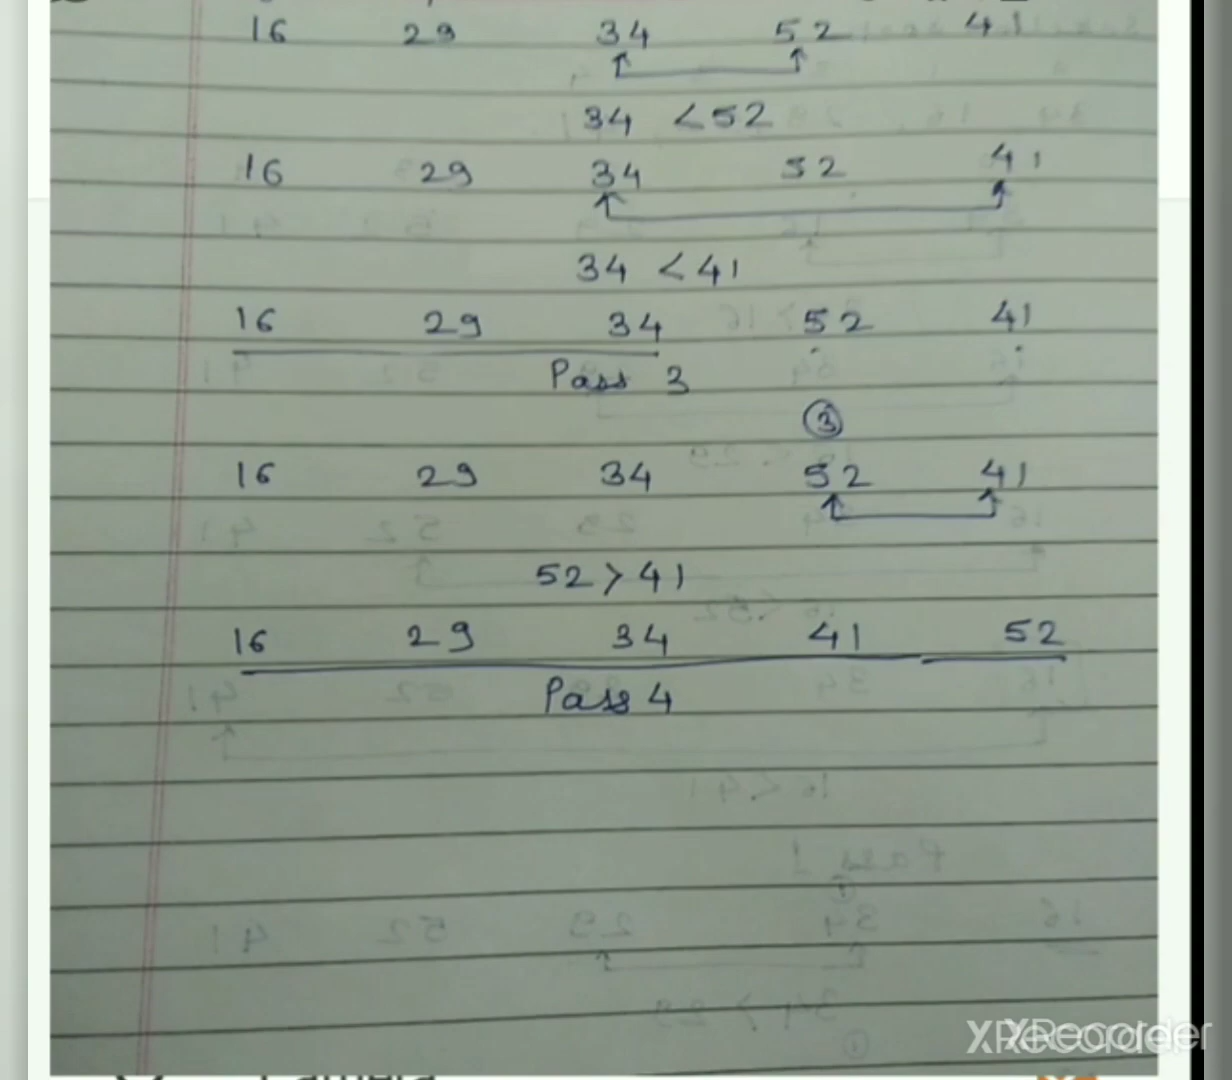 16 29 34 52 41
34 < 52
16 29 34 52 41
34 < 41
16 29 34 52 41
Pass 3
3
16 29 34 52 41
52 > 41
16 29 34 41 52
Pass 4
XRecorder